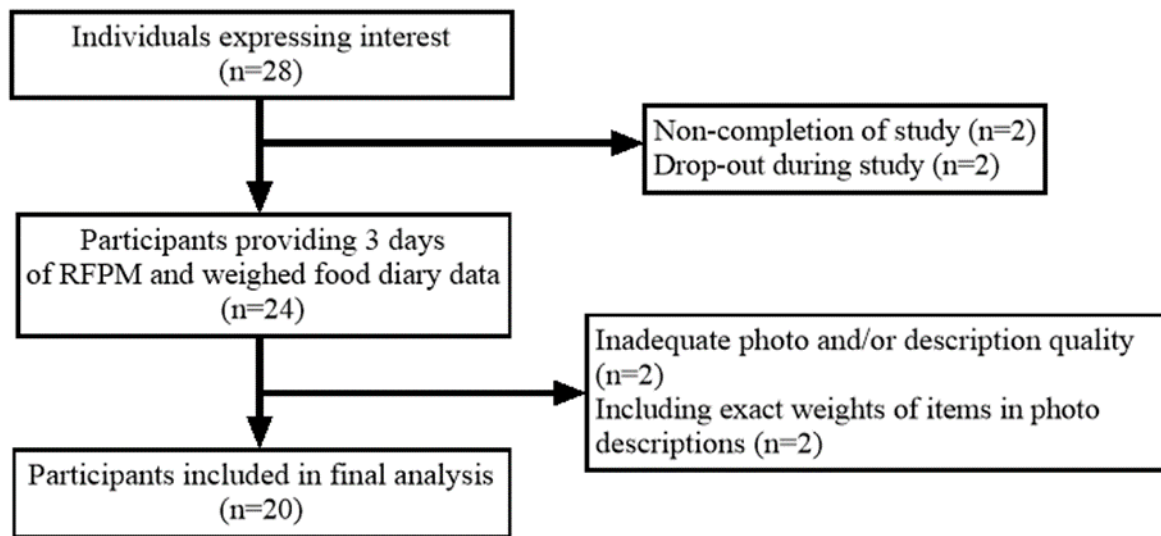 Individuals expressing interest
(n=28)
Non-completion of study (n=2)
Drop-out during study (n=2)
Participants providing 3 days
of RFPM and weighed food diary data
(n=24)
Inadequate photo and/or description quality
(n=2)
Including exact weights of items in photo
descriptions (n=2)
Participants included in final analysis
(n=20)